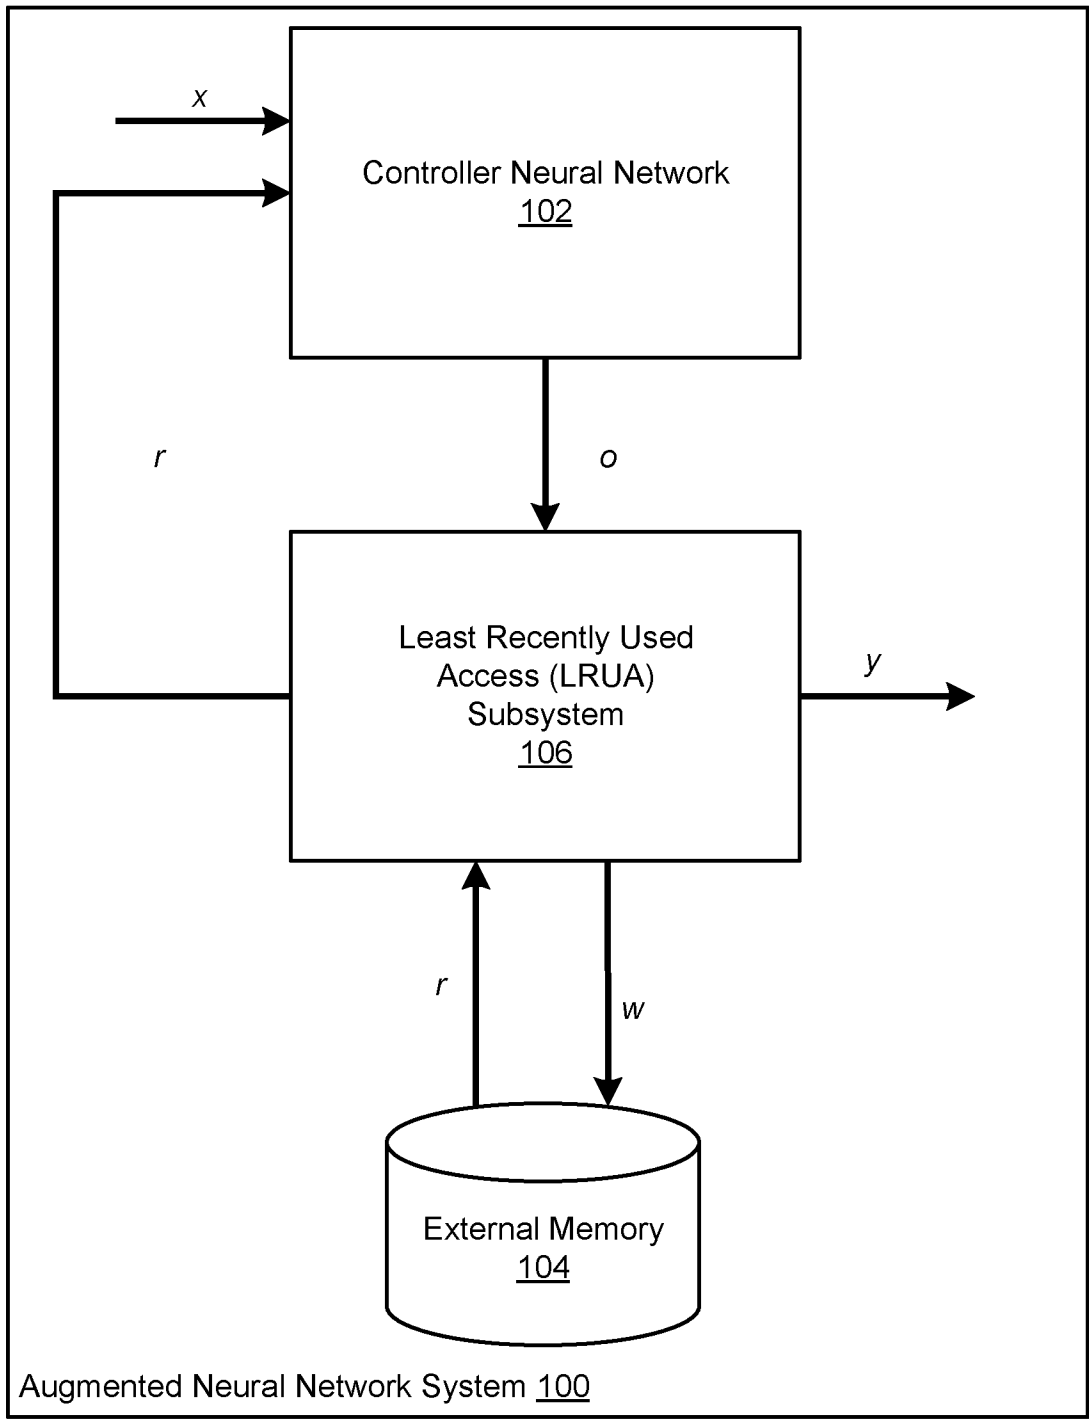 x
Controller Neural Network
102
r
o
Least Recently Used
Access (LRUA)
Subsystem
106
y
r
w
External Memory
104
Augmented Neural Network System 100